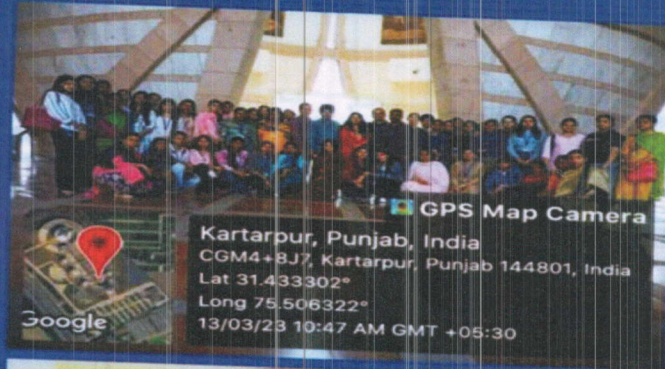 GPS Map Camera
Kartarpur, Punjab, India
CGM4+8J7, Kartarpur, Punjab 144801, India
Lat 31.433302°
Long 75.506322°
13/03/23 10:47 AM GMT +05:30
Google